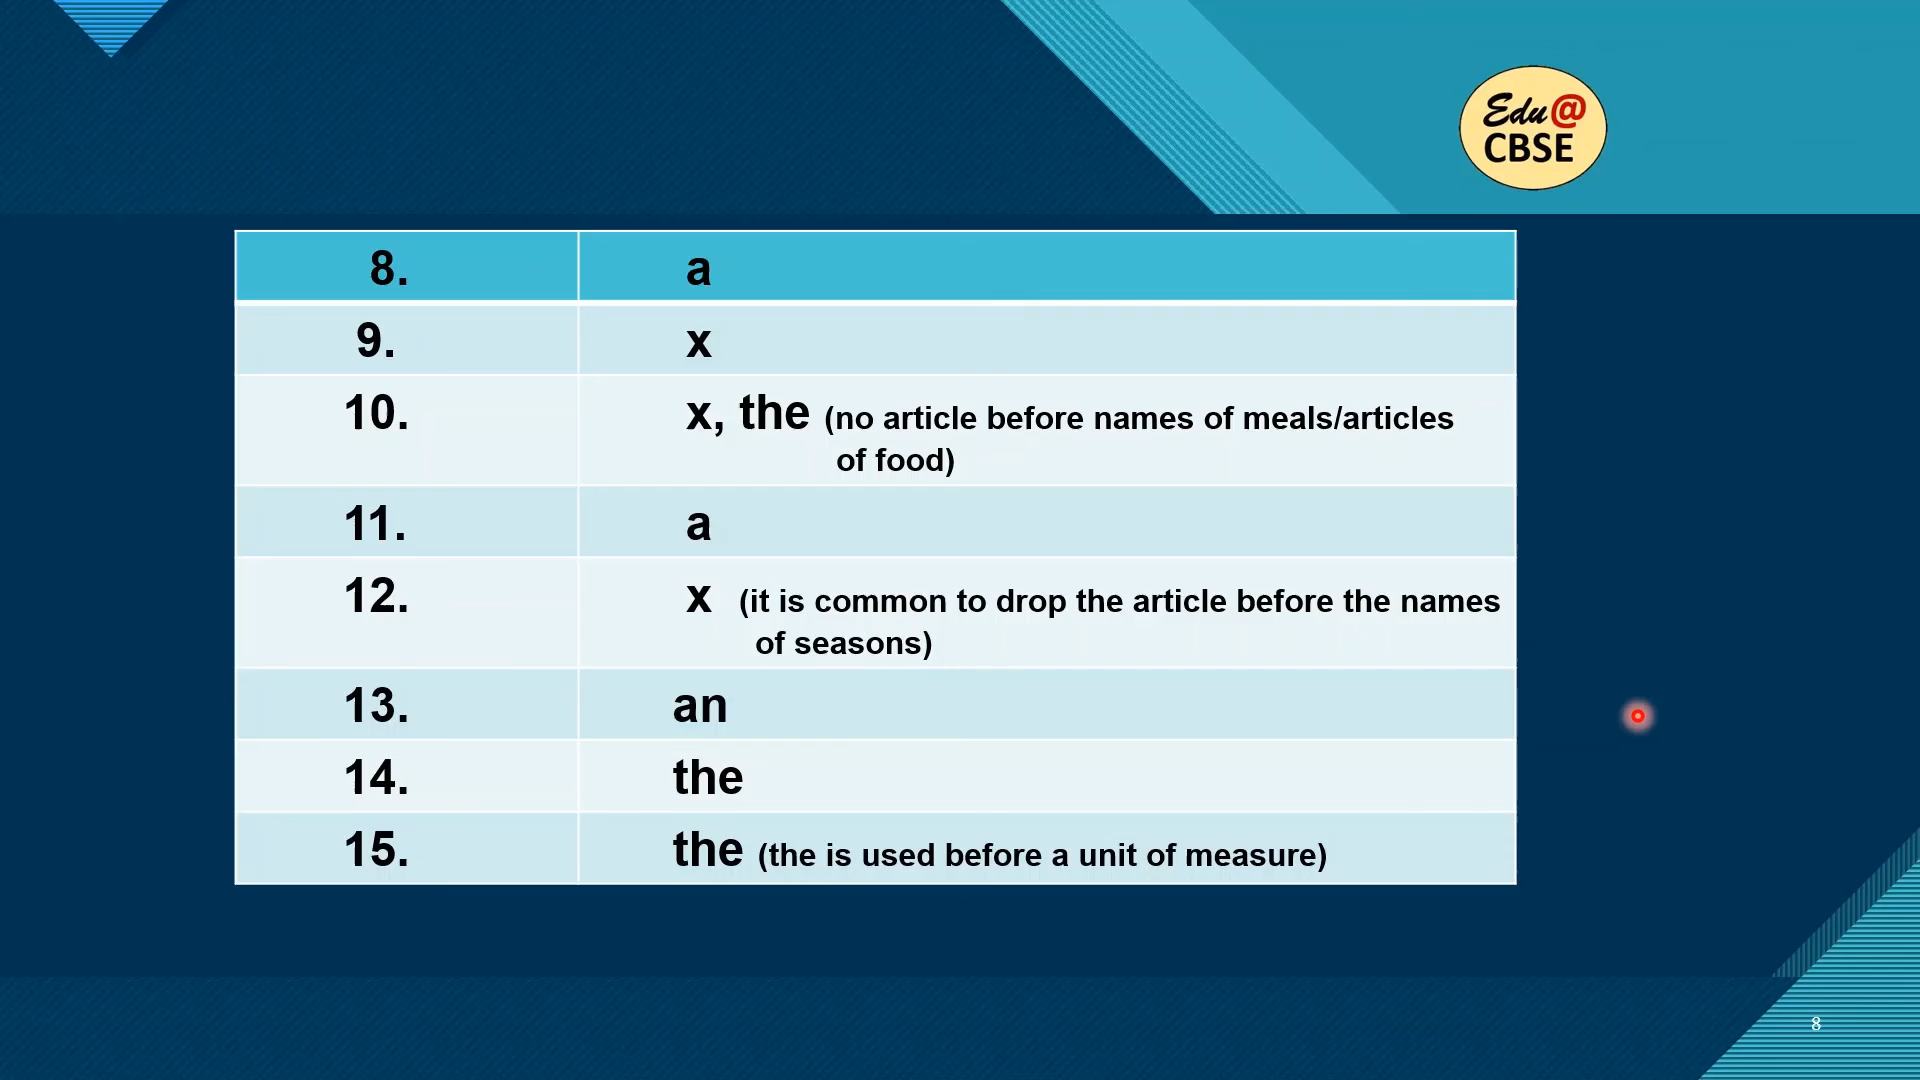 Edu@
CBSE
8. a
9. x
10. x, the (no article before names of meals/articles
of food)
11. a
12. x (it is common to drop the article before the names
of seasons)
13. an
14. the
15. the (the is used before a unit of measure)
8